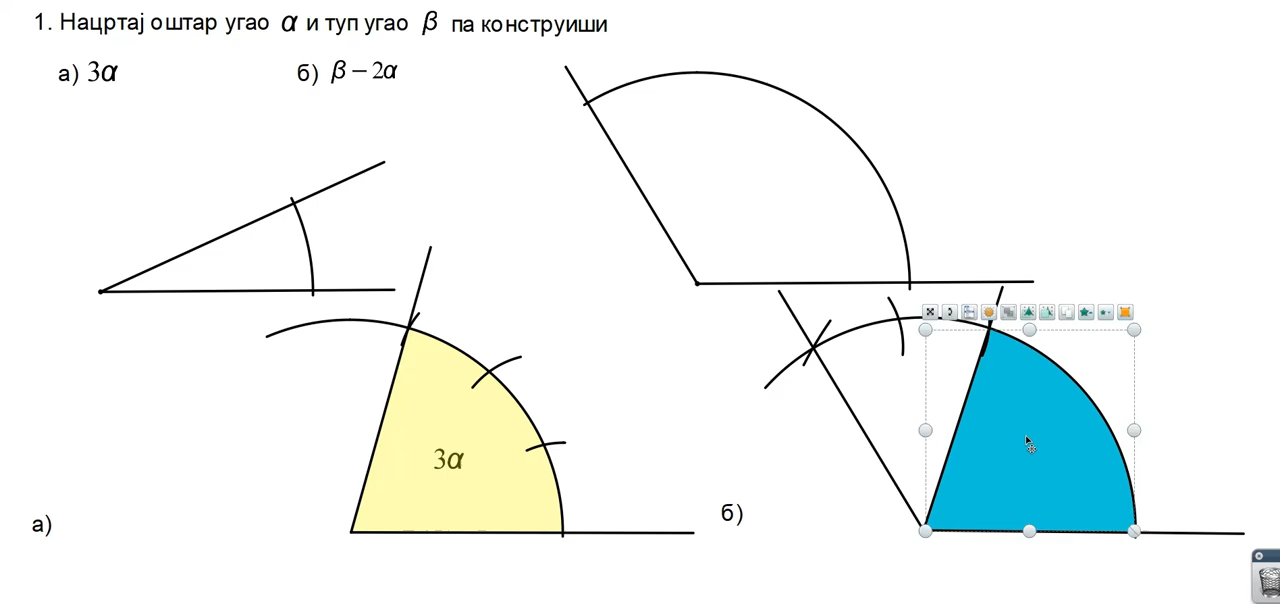 1. Нацртај оштар угао α и туп угао β па конструиши
а) 3α б) β − 2α
3α
а)
б)